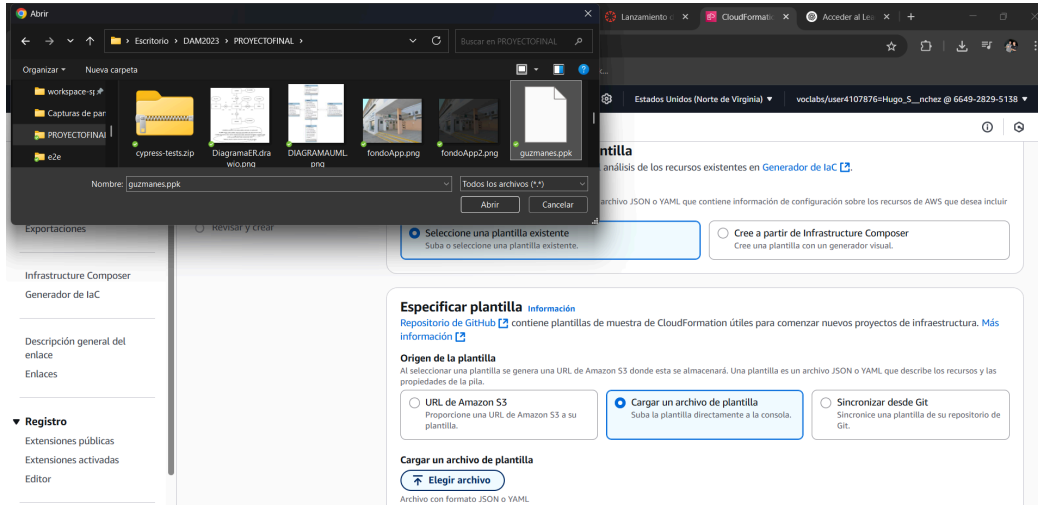 Abrir
Lanzamiento d
CloudFormatic
Acceder al Lea
Escritorio > DAM2023 > PROYECTOFINAL >
Buscar en PROYECTOFINAL
Organizar
Nueva carpeta
workspace-sp
Capturas de pan
PROYECTOFINAL
e2e
cypress-tests.zip
DiagramaER.dra
wio.png
DIAGRAMAUML.
png
fondoApp.png
fondoApp2.png
guzmanes.ppk
Nombre: guzmanes.ppk
Todos los archivos (*.*)
Abrir
Cancelar
Estados Unidos (Norte de Virginia)
voclabs/user4107876=Hugo_S__nchez @ 6649-2829-5138
ntilla
análisis de los recursos existentes en Generador de IaC.
archivo JSON o YAML que contiene información de configuración sobre los recursos de AWS que desea incluir
Exportaciones
Revisar y crear
Seleccione una plantilla existente
Suba o seleccione una plantilla existente.
Cree a partir de Infrastructure Composer
Cree una plantilla con un generador visual.
Infrastructure Composer
Generador de IaC
Descripción general del
enlace
Enlaces
Registro
Extensiones públicas
Extensiones activadas
Editor
Especificar plantilla Información
Repositorio de GitHub contiene plantillas de muestra de CloudFormation útiles para comenzar nuevos proyectos de infraestructura. Más
información
Origen de la plantilla
Al seleccionar una plantilla se genera una URL de Amazon S3 donde esta se almacenará. Una plantilla es un archivo JSON o YAML que describe los recursos y las
propiedades de la pila.
URL de Amazon S3
Proporcione una URL de Amazon S3 a su
plantilla.
Cargar un archivo de plantilla
Suba la plantilla directamente a la consola.
Sincronizar desde Git
Sincronice una plantilla de su repositorio de
Git.
Cargar un archivo de plantilla
Elegir archivo
Archivo con formato JSON o YAML